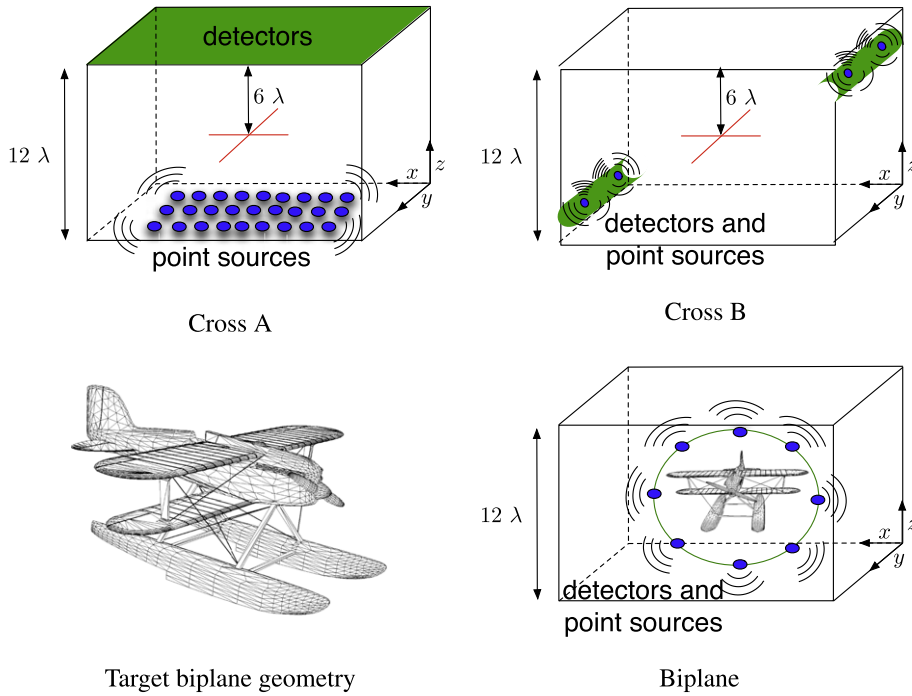 detectors
6 λ
12 λ
x
y
z
point sources
Cross A
6 λ
12 λ
x
y
z
detectors and
point sources
Cross B
Target biplane geometry
12 λ
x
y
z
detectors and
point sources
Biplane